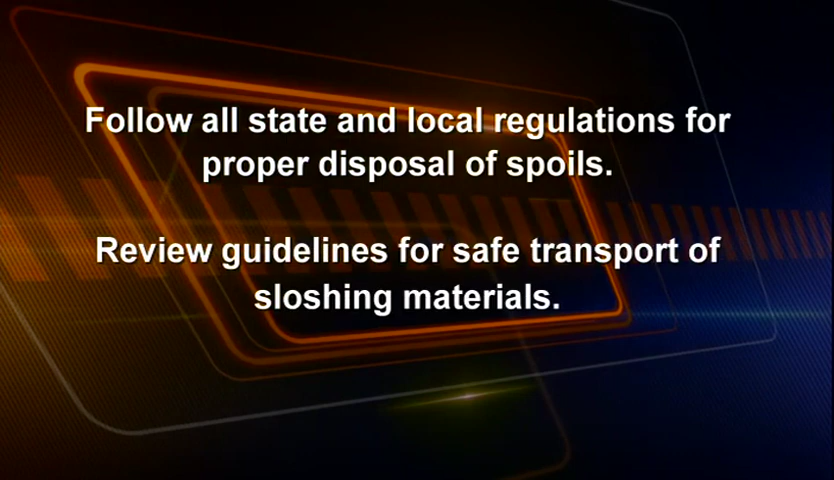 Follow all state and local regulations for
proper disposal of spoils.
Review guidelines for safe transport of
sloshing materials.